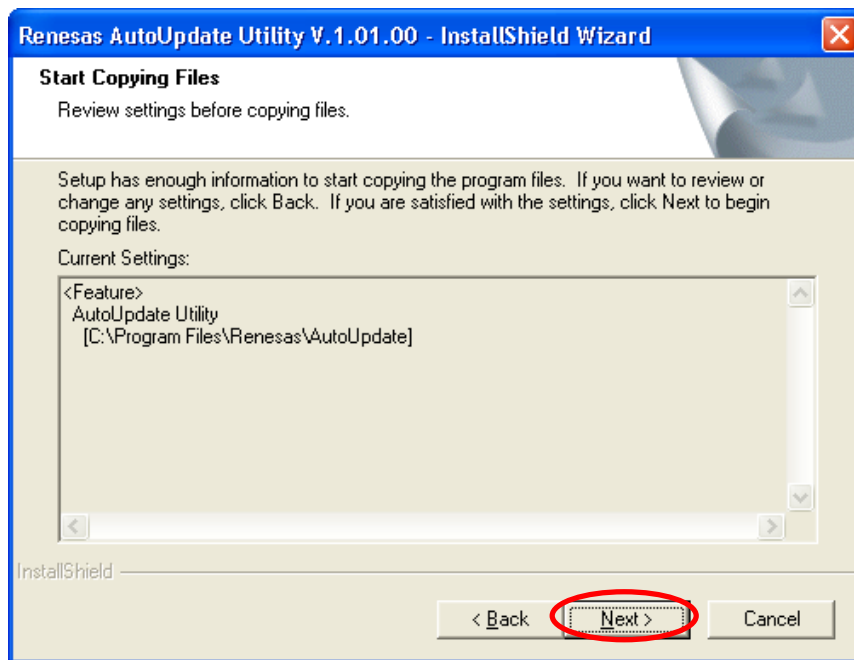 Renesas AutoUpdate Utility V.1.01.00 - InstallShield Wizard
Start Copying Files
Review settings before copying files.
Setup has enough information to start copying the program files.  If you want to review or
change any settings, click Back.  If you are satisfied with the settings, click Next to begin
copying files.
Current Settings:
<Feature>
AutoUpdate Utility
[C:\Program Files\Renesas\AutoUpdate]
InstallShield
< Back
Next >
Cancel